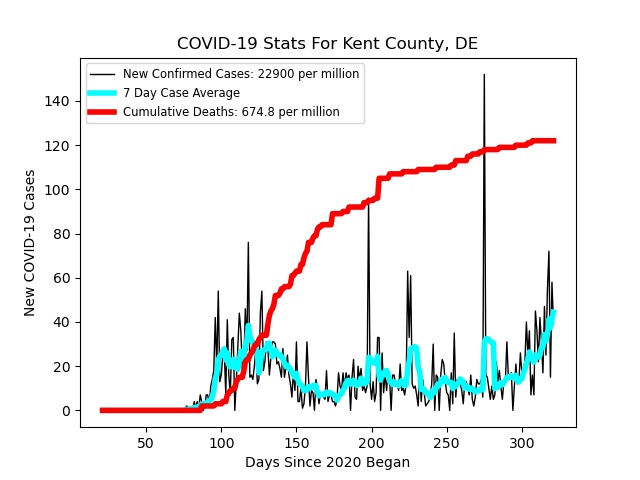 COVID-19 Stats For Kent County, DE
New Confirmed Cases: 22900 per million
7 Day Case Average
Cumulative Deaths: 674.8 per million
New COVID-19 Cases
140
120
100
80
60
40
20
0
50 100 150 200 250 300
Days Since 2020 Began